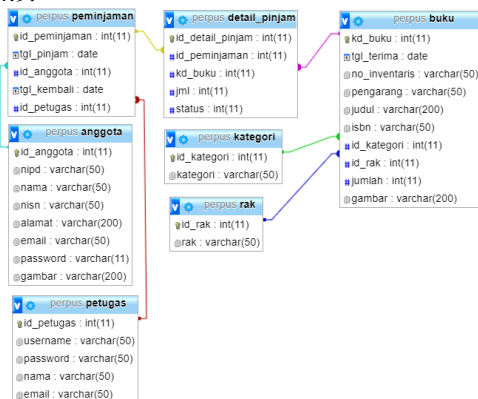 perpus peminjaman
id_peminjaman : int(11)
tgl_pinjam : date
id_anggota : int(11)
tgl_kembali : date
id_petugas : int(11)
perpus detail_pinjam
id_detail_pinjam : int(11)
id_peminjaman : int(11)
kd_buku : int(11)
jml : int(11)
status : int(11)
perpus buku
kd_buku : int(11)
tgl_terima : date
no_inventaris : varchar(50)
pengarang : varchar(50)
judul : varchar(200)
isbn : varchar(50)
id_kategori : int(11)
id_rak : int(11)
jumlah : int(11)
gambar : varchar(200)
perpus anggota
id_anggota : int(11)
nipd : varchar(50)
nama : varchar(50)
nisn : varchar(50)
alamat : varchar(200)
email : varchar(50)
password : varchar(11)
gambar : varchar(200)
perpus kategori
id_kategori : int(11)
kategori : varchar(50)
perpus rak
id_rak : int(11)
rak : varchar(50)
perpus petugas
id_petugas : int(11)
username : varchar(50)
password : varchar(50)
nama : varchar(50)
email : varchar(50)